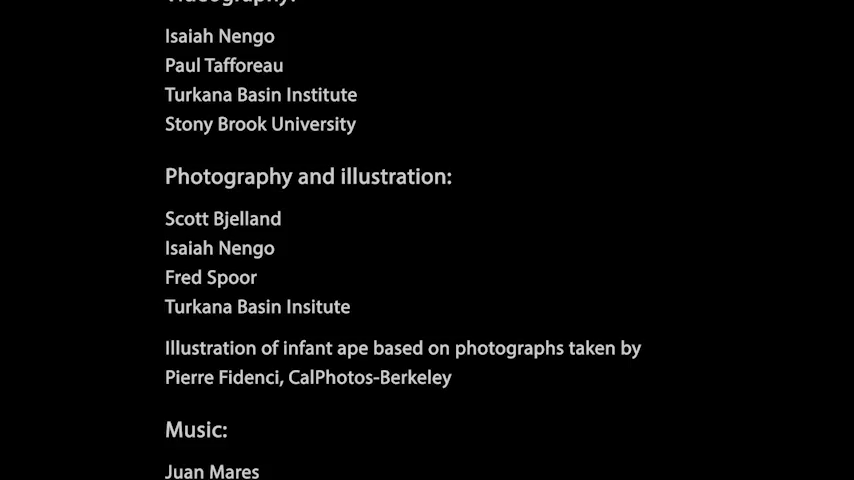 Videography:
Isaiah Nengo
Paul Tafforeau
Turkana Basin Institute
Stony Brook University
Photography and illustration:
Scott Bjelland
Isaiah Nengo
Fred Spoor
Turkana Basin Insitute
Illustration of infant ape based on photographs taken by
Pierre Fidenci, CalPhotos-Berkeley
Music:
Juan Mares